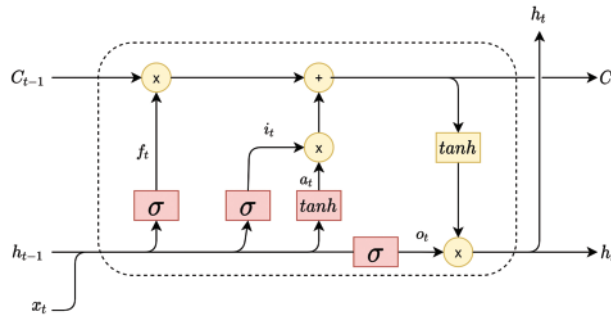 h_t
C_{t-1} x + C
i_t
f_t x tanh
a_t
σ σ tanh
h_{t-1} o_t h
σ x
x_t